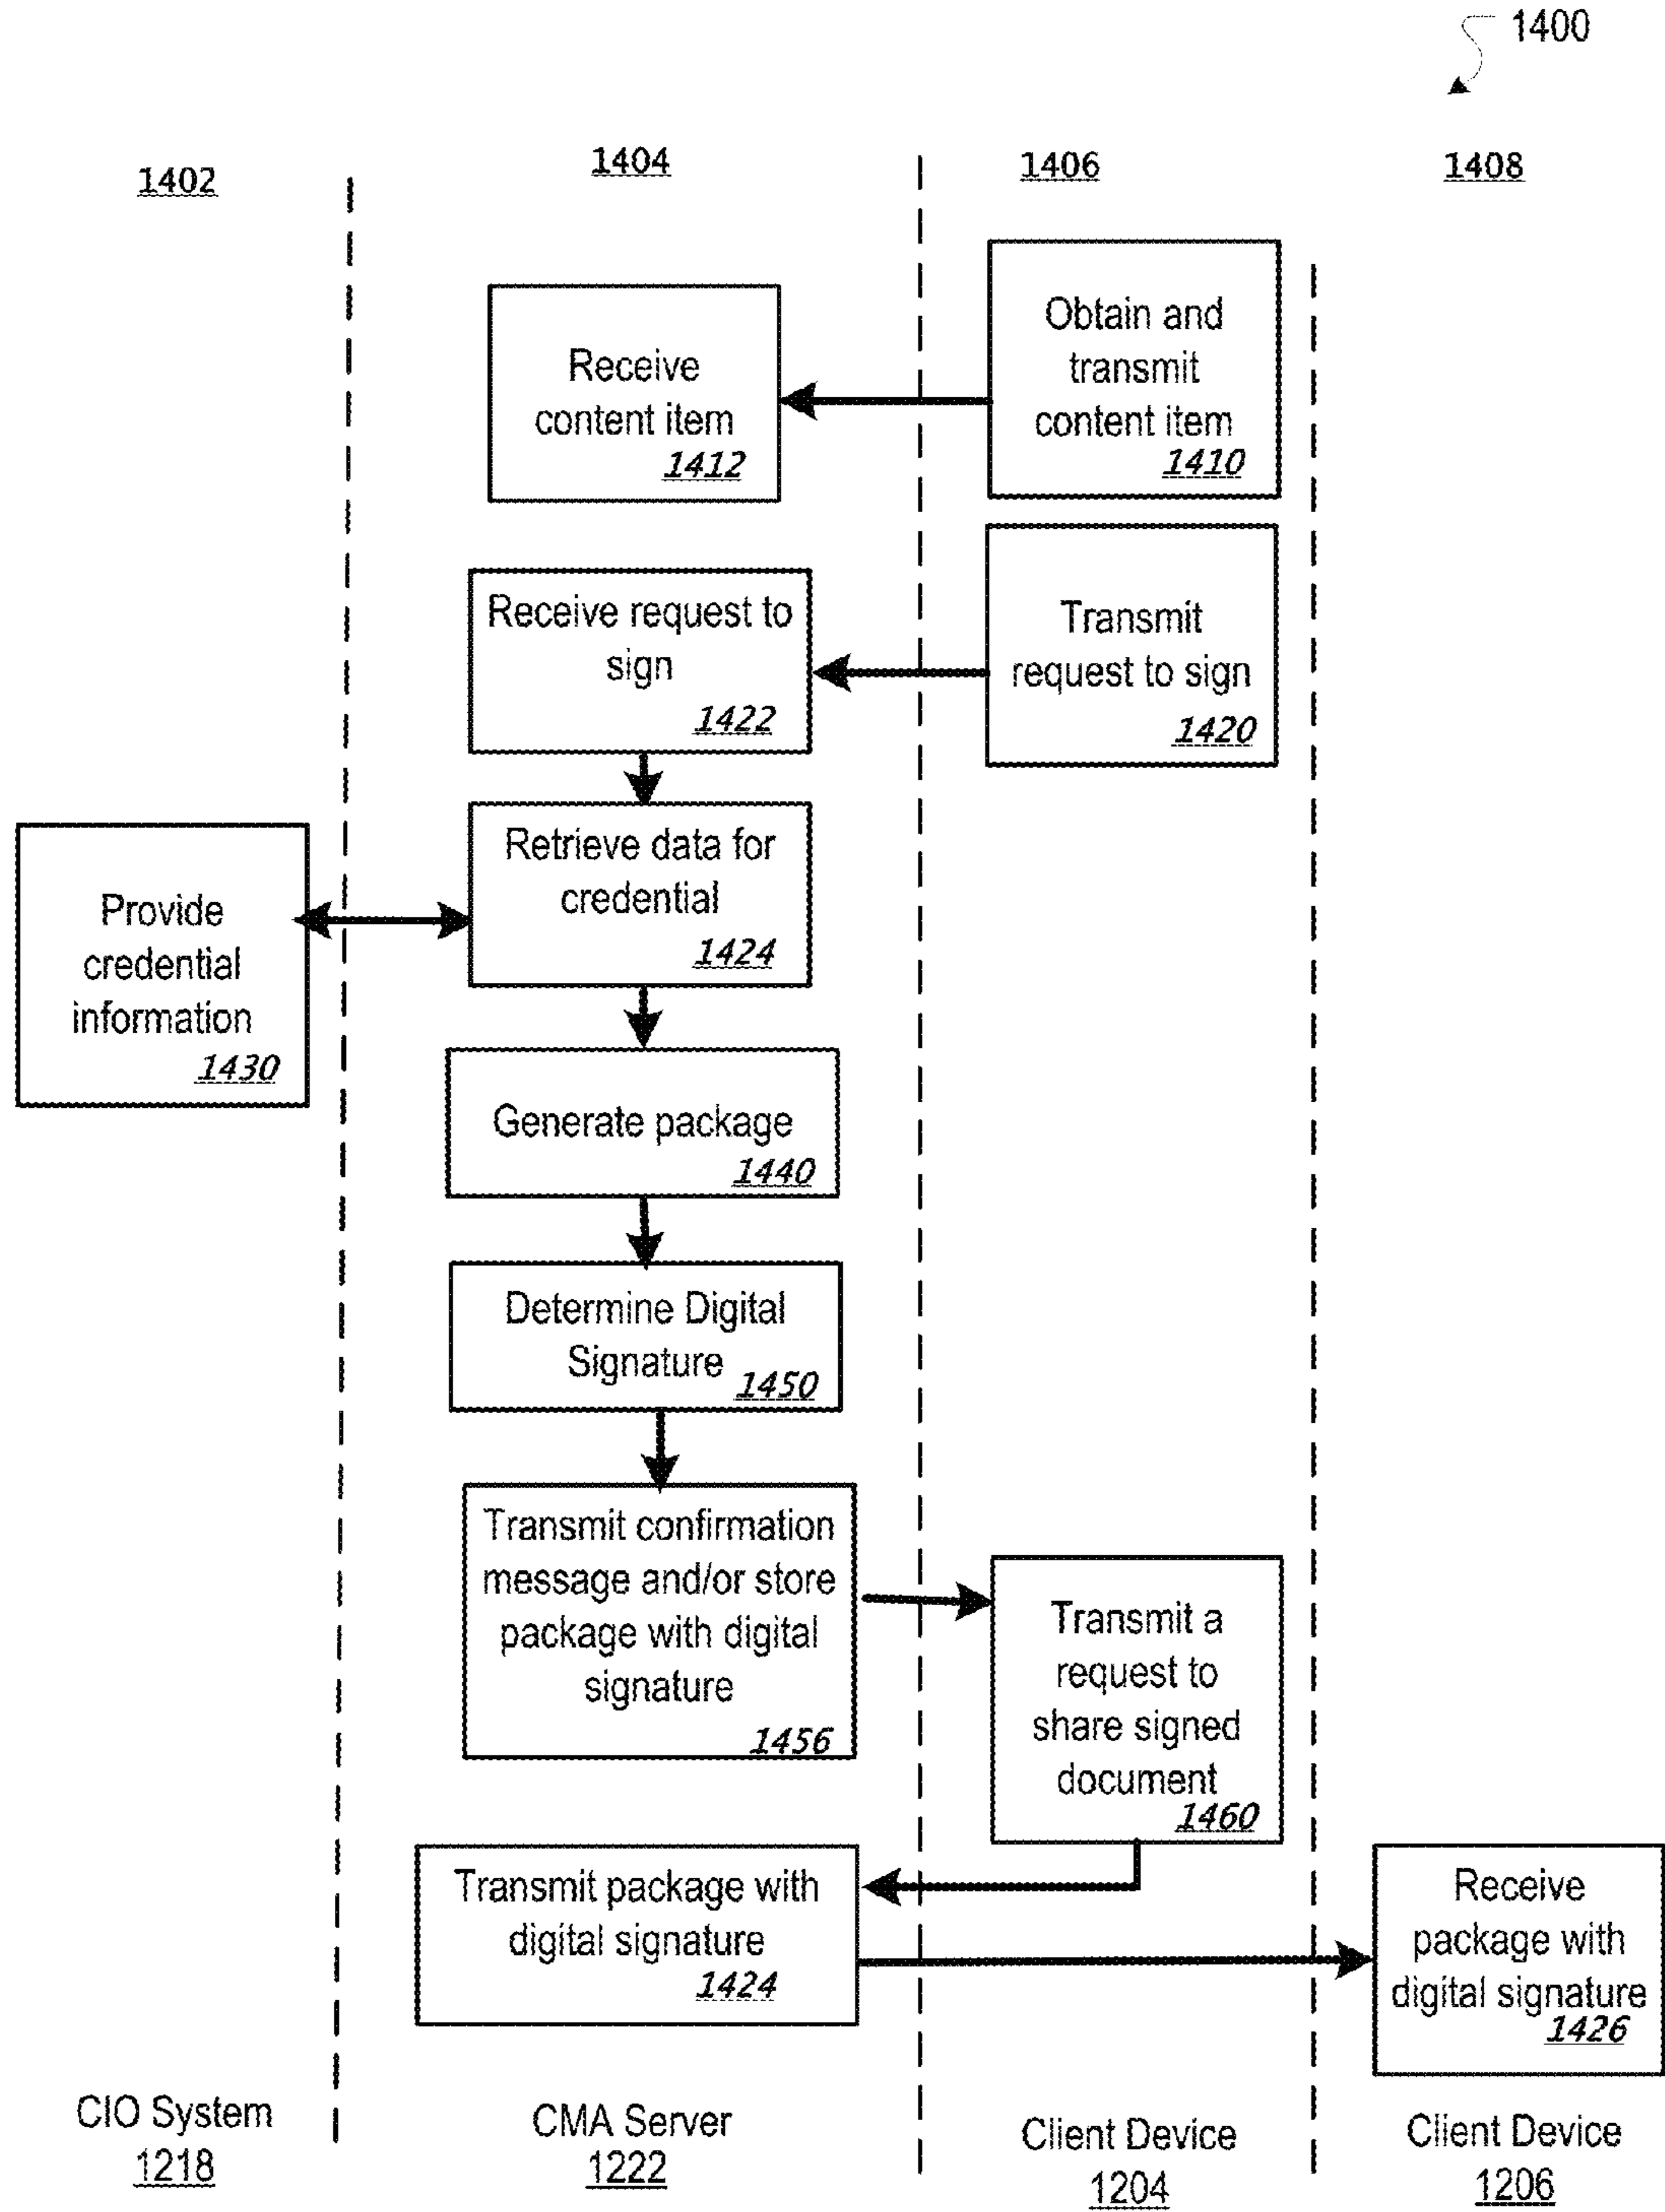 1400
1402
1404
1406
1408
Obtain and
transmit
content item
1410
Receive
content item
1412
Transmit
request to sign
1420
Receive request to
sign
1422
Retrieve data for
credential
1424
Provide
credential
information
1430
Generate package
1440
Determine Digital
Signature
1450
Transmit confirmation
message and/or store
package with digital
signature
1456
Transmit a
request to
share signed
document
1460
Transmit package with
digital signature
1424
Receive
package with
digital signature
1426
CIO System
1218
CMA Server
1222
Client Device
1204
Client Device
1206